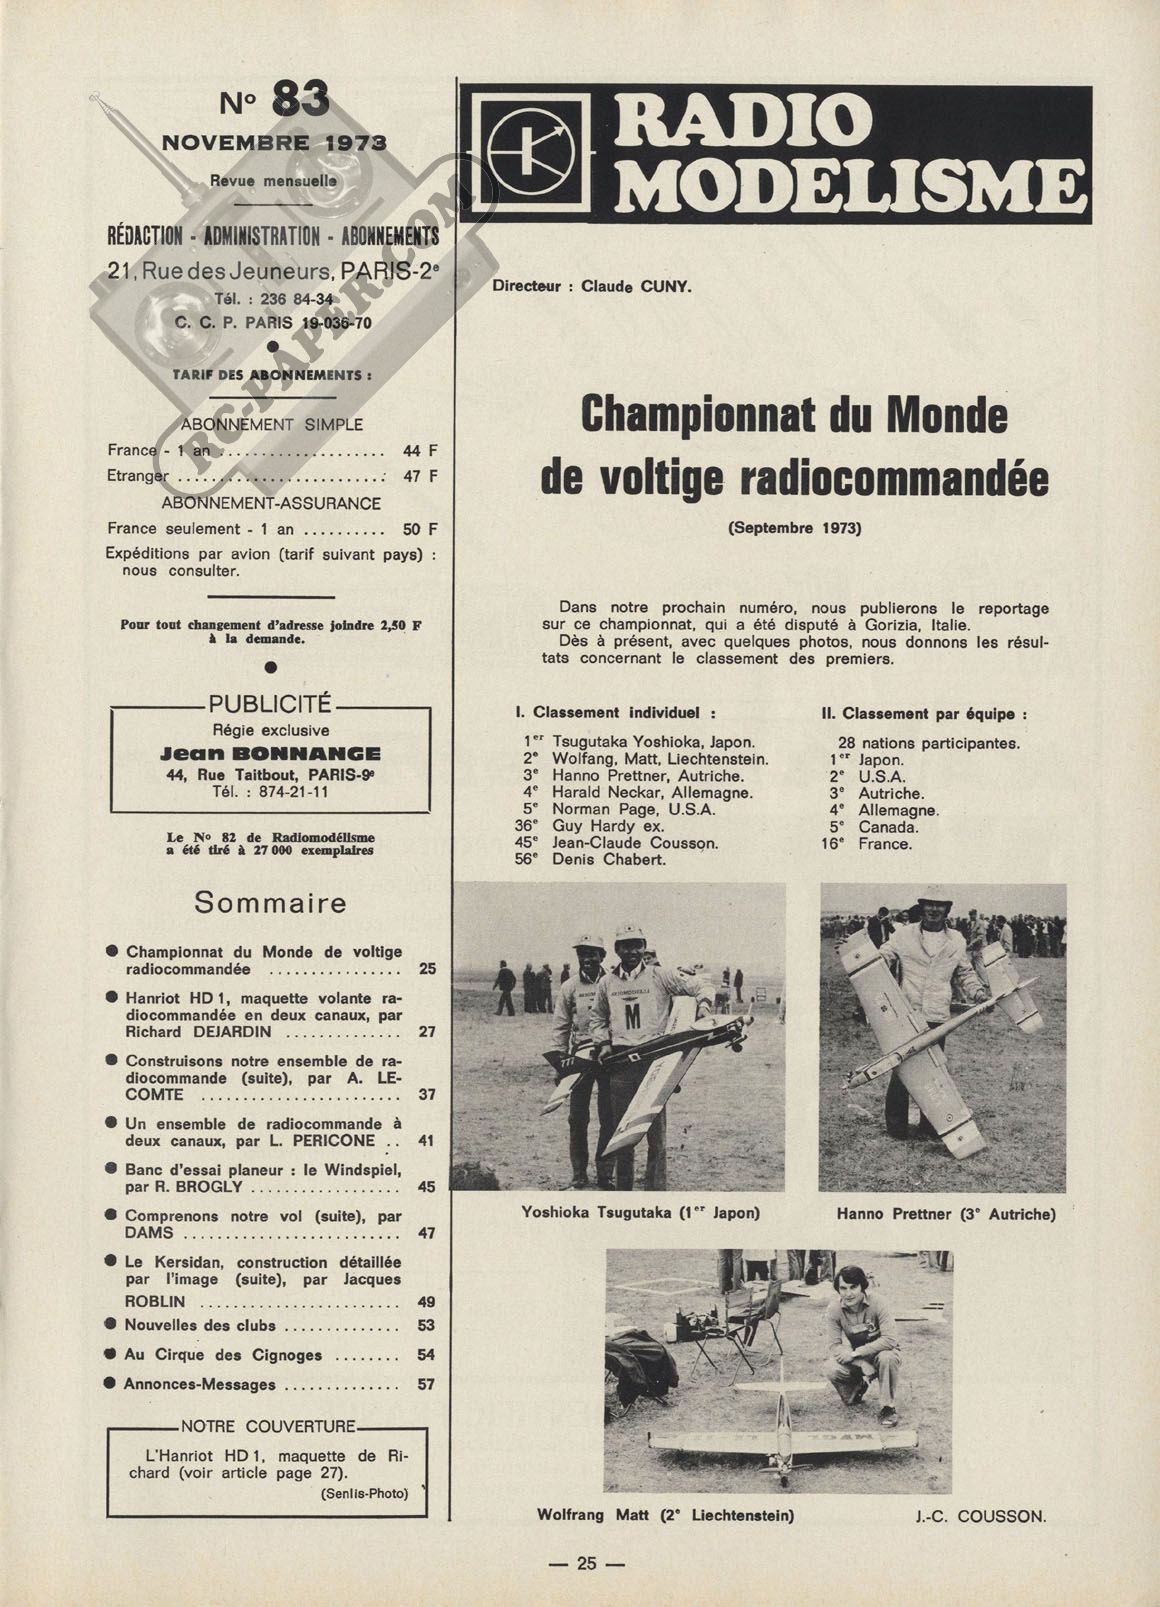 Nº 83
NOVEMBRE 1973
Revue mensuelle
RÉDACTION - ADMINISTRATION - ABONNEMENTS
21, Rue des Jeuneurs, PARIS-2e
Tél. : 236 84-34
C. C. P. PARIS 19-036-70
TARIF DES ABONNEMENTS :
ABONNEMENT SIMPLE
France - 1 an .................... 44 F
Etranger ......................... 47 F
ABONNEMENT-ASSURANCE
France seulement - 1 an .......... 50 F
Expéditions par avion (tarif suivant pays) :
nous consulter.
Pour tout changement d'adresse joindre 2,50 F
à la demande.
PUBLICITÉ
Régie exclusive
Jean BONNANGE
44, Rue Taitbout, PARIS-9e
Tél. : 874-21-11
Le Nº 82 de Radiomodélisme
a été tiré à 27 000 exemplaires
Sommaire
● Championnat du Monde de voltige
radiocommandée ................ 25
● Hanriot HD 1, maquette volante ra-
diocommandée en deux canaux, par
Richard DEJARDIN .............. 27
● Construisons notre ensemble de ra-
diocommande (suite), par A. LE-
COMTE ........................ 37
● Un ensemble de radiocommande à
deux canaux, par L. PERICONE .. 41
● Banc d'essai planeur : le Windspiel,
par R. BROGLY .................. 45
● Comprenons notre vol (suite), par
DAMS .......................... 47
● Le Kersidan, construction détaillée
par l'image (suite), par Jacques
ROBLIN ........................ 49
● Nouvelles des clubs .............. 53
● Au Cirque des Cignoges ........ 54
● Annonces-Messages .............. 57
NOTRE COUVERTURE
L'Hanriot HD 1, maquette de Ri-
chard (voir article page 27).
(Senlis-Photo)
RADIO
MODELISME
Directeur : Claude CUNY.
Championnat du Monde
de voltige radiocommandée
(Septembre 1973)
Dans notre prochain numéro, nous publierons le reportage
sur ce championnat, qui a été disputé à Gorizia, Italie.
Dès à présent, avec quelques photos, nous donnons les résul-
tats concernant le classement des premiers.
I. Classement individuel :
1er Tsugutaka Yoshioka, Japon.
2e Wolfang, Matt, Liechtenstein.
3e Hanno Prettner, Autriche.
4e Harald Neckar, Allemagne.
5e Norman Page, U.S.A.
36e Guy Hardy ex.
45e Jean-Claude Cousson.
56e Denis Chabert.
II. Classement par équipe :
28 nations participantes.
1er Japon.
2e U.S.A.
3e Autriche.
4e Allemagne.
5e Canada.
16e France.
M
777
Yoshioka Tsugutaka (1er Japon)
Hanno Prettner (3e Autriche)
Wolfrang Matt (2e Liechtenstein)
J.-C. COUSSON.
— 25 —
RC-PAPER.COM